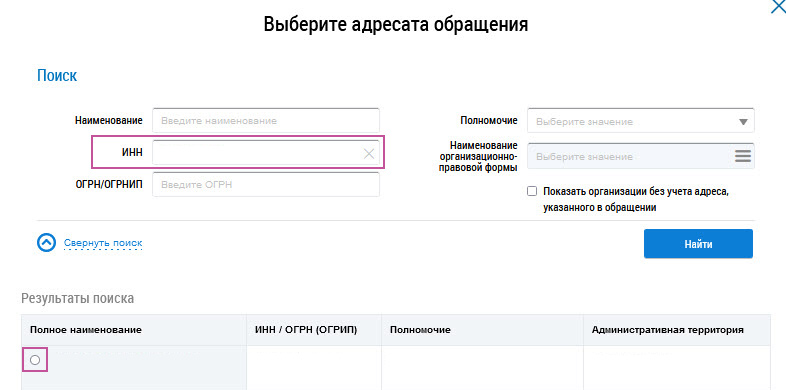 Выберите адресата обращения
Поиск
Наименование Введите наименование
Полномочие Выберите значение
ИНН
Наименование
организационно-
правовой формы Выберите значение
ОГРН/ОГРНИП Введите ОГРН
Показать организации без учета адреса,
указанного в обращении
Свернуть поиск
Найти
Результаты поиска
Полное наименование ИНН / ОГРН (ОГРИП) Полномочие Административная территория